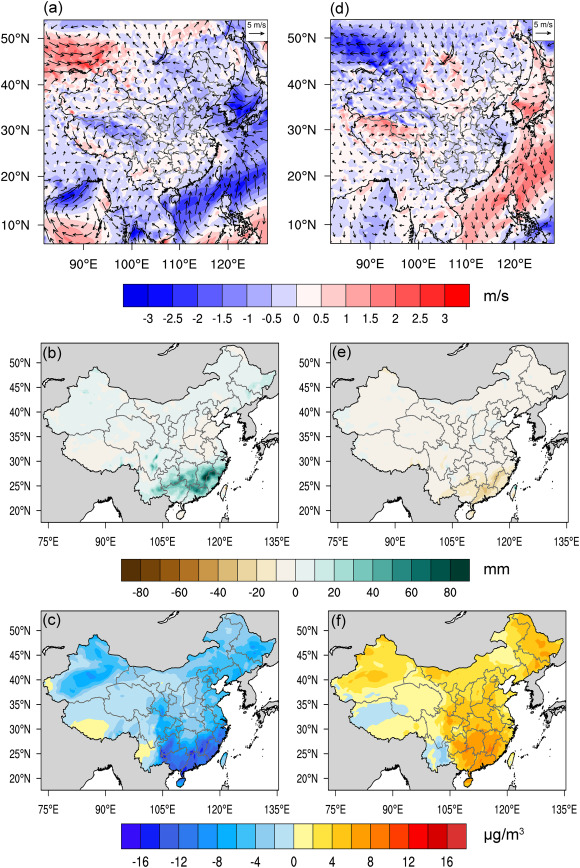 (a) (d)
5 m/s 5 m/s
50°N 50°N
40°N 40°N
30°N 30°N
20°N 20°N
10°N 10°N
90°E 100°E 110°E 120°E 90°E 100°E 110°E 120°E
-3 -2.5 -2 -1.5 -1 -0.5 0 0.5 1 1.5 2 2.5 3 m/s
(b) (e)
50°N 50°N
45°N 45°N
40°N 40°N
35°N 35°N
30°N 30°N
25°N 25°N
20°N 20°N
75°E 90°E 105°E 120°E 135°E 75°E 90°E 105°E 120°E 135°E
-80 -60 -40 -20 0 20 40 60 80 mm
(c) (f)
50°N 50°N
45°N 45°N
40°N 40°N
35°N 35°N
30°N 30°N
25°N 25°N
20°N 20°N
75°E 90°E 105°E 120°E 135°E 75°E 90°E 105°E 120°E 135°E
-16 -12 -8 -4 0 4 8 12 16 µg/m³